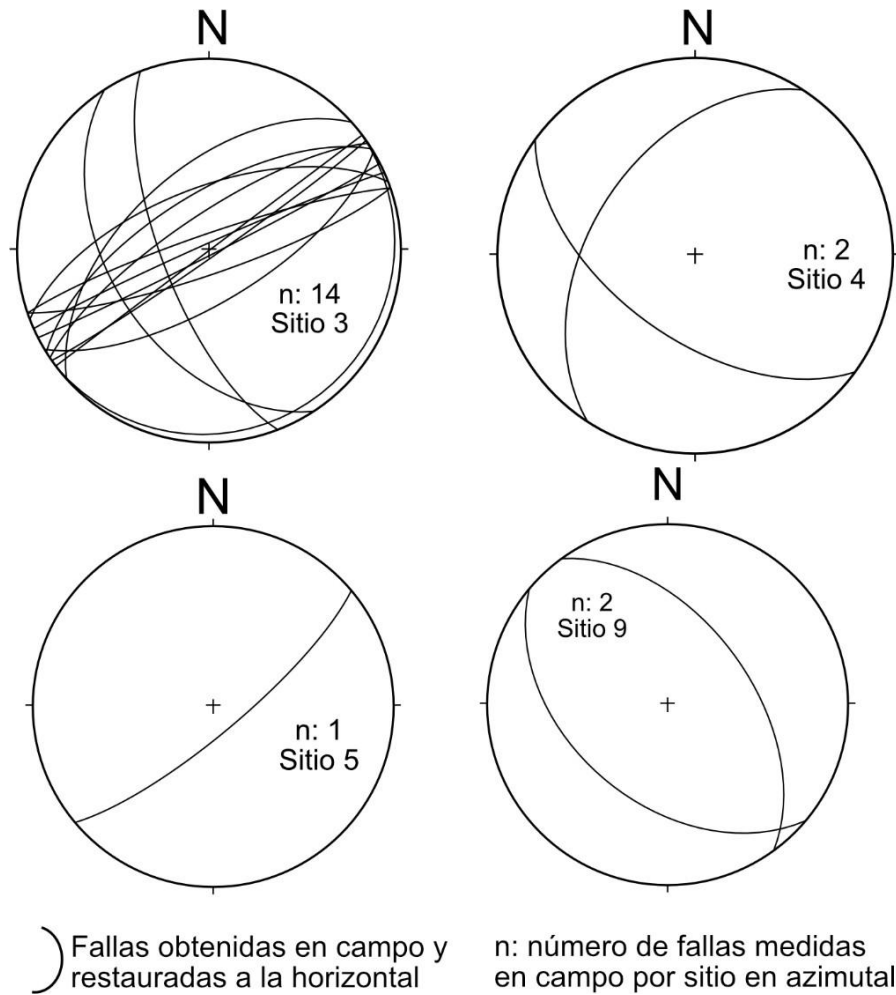 N
n: 14
Sitio 3
N
n: 2
Sitio 4
N
n: 1
Sitio 5
N
n: 2
Sitio 9
Fallas obtenidas en campo y
restauradas a la horizontal
n: número de fallas medidas
en campo por sitio en azimutal